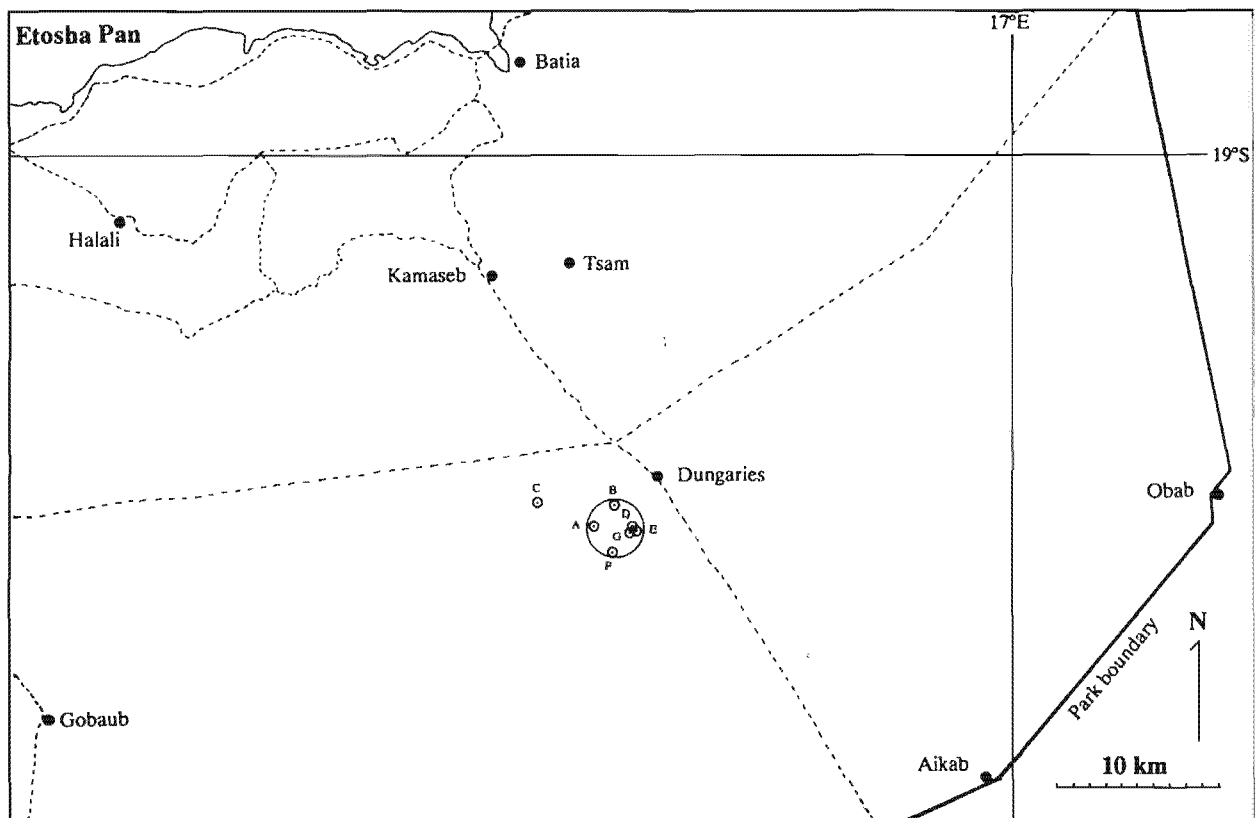 Etosha Pan
17°E
Batia
19°S
Halali
Tsam
Kamaseb
Dungaries
C
B
Obab
D
A
E
G
F
N
Park boundary
Gobaub
Aikab
10 km